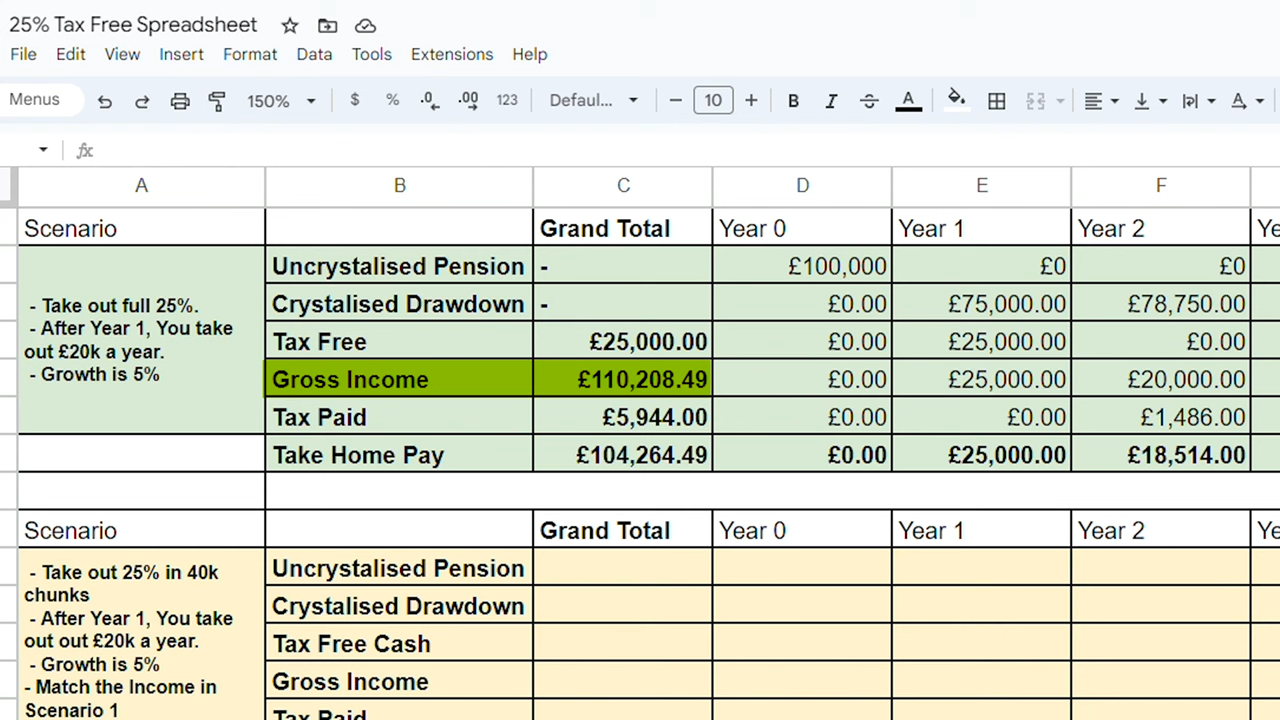 25% Tax Free Spreadsheet
File Edit View Insert Format Data Tools Extensions Help
Menus 150% $ % .0 .00 123 Defaul... − 10 + B I S A A
fx
A B C D E F
Scenario Grand Total Year 0 Year 1 Year 2
- Take out full 25%.
- After Year 1, You take
out £20k a year.
- Growth is 5%
Uncrystalised Pension - £100,000 £0 £0
Crystalised Drawdown - £0.00 £75,000.00 £78,750.00
Tax Free £25,000.00 £0.00 £25,000.00 £0.00
Gross Income £110,208.49 £0.00 £25,000.00 £20,000.00
Tax Paid £5,944.00 £0.00 £0.00 £1,486.00
Take Home Pay £104,264.49 £0.00 £25,000.00 £18,514.00
Scenario Grand Total Year 0 Year 1 Year 2
- Take out 25% in 40k
chunks
- After Year 1, You take
out out £20k a year.
- Growth is 5%
- Match the Income in
Scenario 1
Uncrystalised Pension
Crystalised Drawdown
Tax Free Cash
Gross Income
Tax Paid